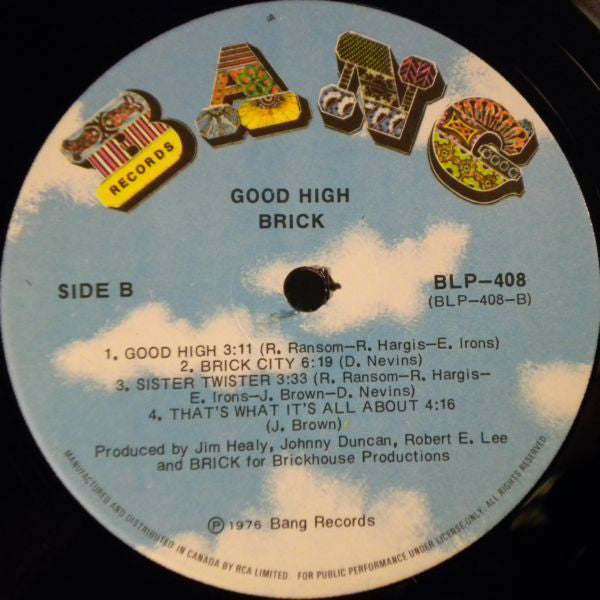 BANG
RECORDS
GOOD HIGH
BRICK
SIDE B
BLP-408
(BLP-408-B)
1. GOOD HIGH 3:11 (R. Ransom-R. Hargis-E. Irons)
2. BRICK CITY 6:19 (D. Nevins)
3. SISTER TWISTER 3:33 (R. Ransom-R. Hargis-
E. Irons-J. Brown-D. Nevins)
4. THAT'S WHAT IT'S ALL ABOUT 4:16
(J. Brown)
Produced by Jim Healy, Johnny Duncan, Robert E. Lee
and BRICK for Brickhouse Productions
Ⓟ 1976 Bang Records
MANUFACTURED AND DISTRIBUTED IN CANADA BY RCA LIMITED. FOR PUBLIC PERFORMANCE UNDER LICENSE ONLY. ALL RIGHTS RESERVED.